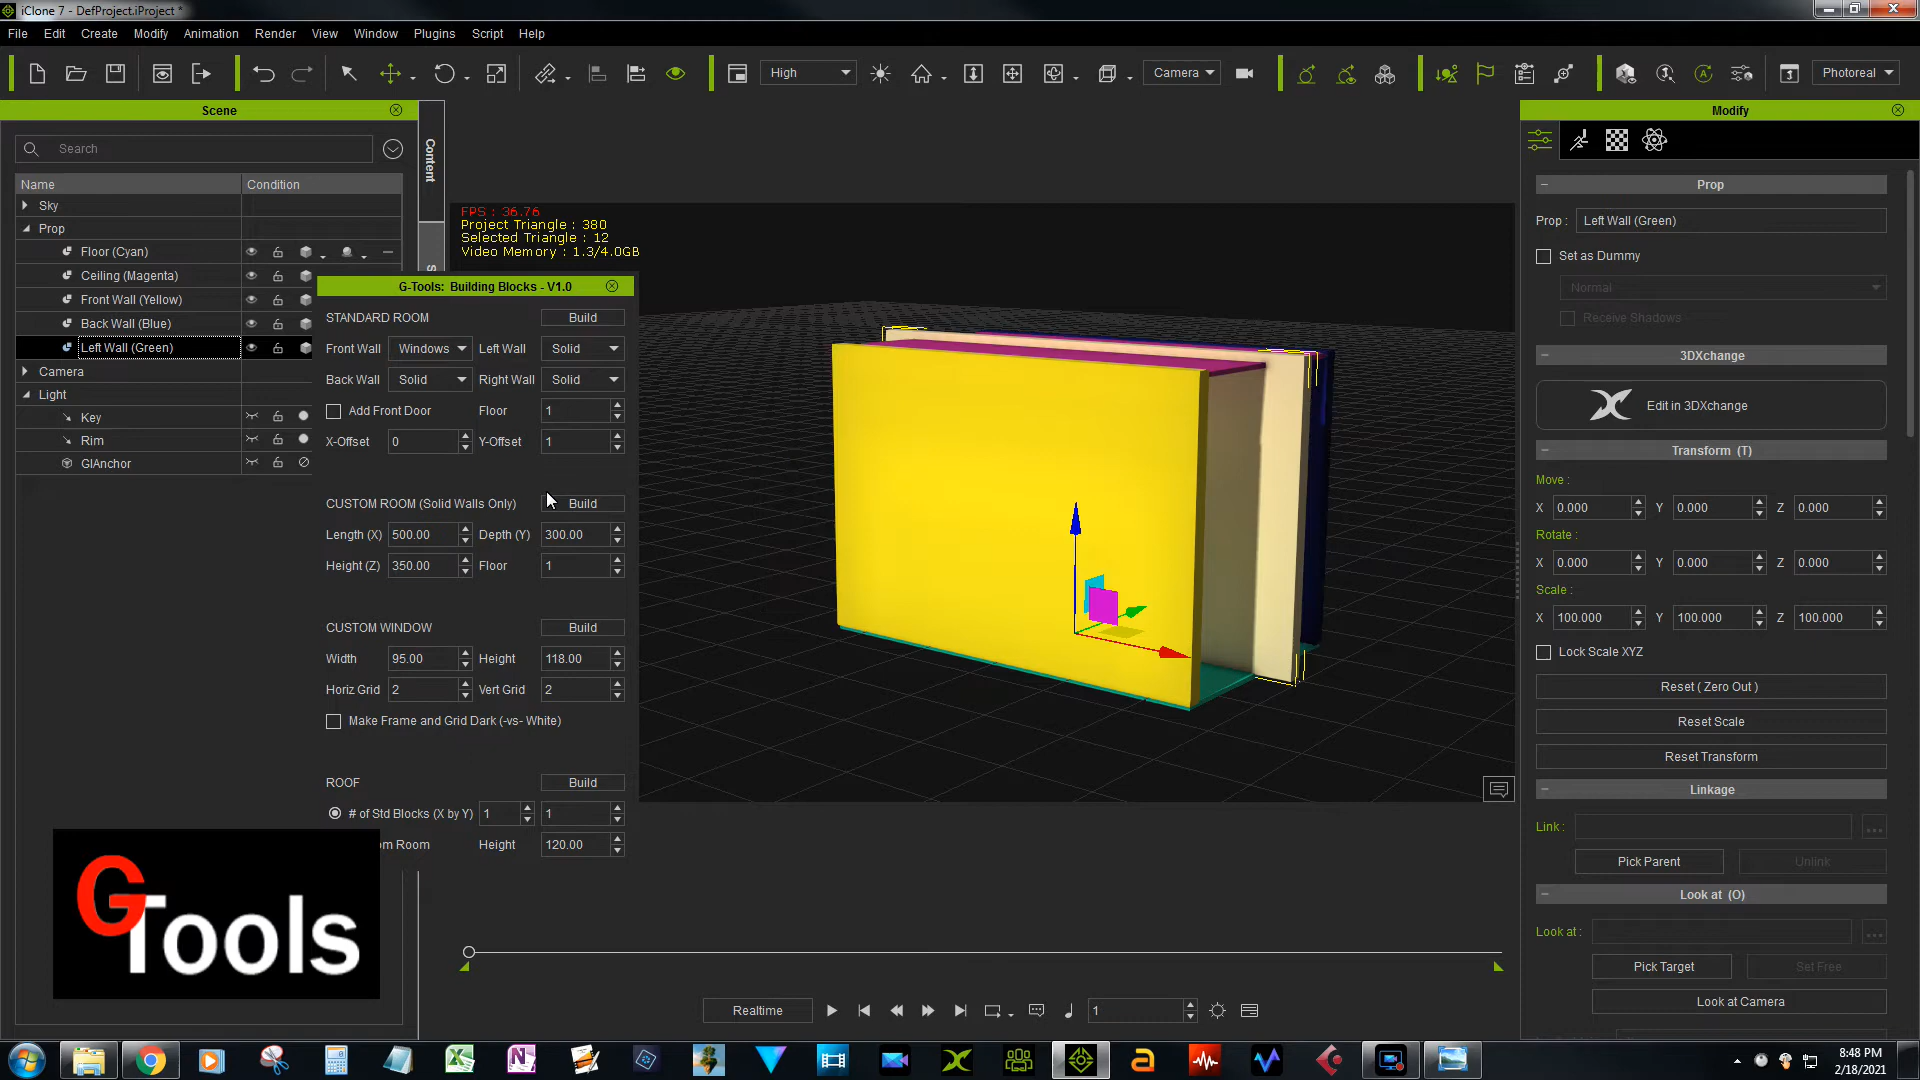 iClone 7 - DefProject.iProject *
File Edit Create Modify Animation Render View Window Plugins Script Help
High Camera Photoreal
Scene
Search
Name Condition
Sky
Prop
Floor (Cyan)
Ceiling (Magenta)
Front Wall (Yellow)
Back Wall (Blue)
Left Wall (Green)
Camera
Light
Key
Rim
GIAnchor
Content
S
FPS : 36.76
Project Triangle : 380
Selected Triangle : 12
Video Memory : 1.3/4.0GB
G-Tools: Building Blocks - V1.0
STANDARD ROOM Build
Front Wall Windows Left Wall Solid
Back Wall Solid Right Wall Solid
Add Front Door Floor 1
X-Offset 0 Y-Offset 1
CUSTOM ROOM (Solid Walls Only) Build
Length (X) 500.00 Depth (Y) 300.00
Height (Z) 350.00 Floor 1
CUSTOM WINDOW Build
Width 95.00 Height 118.00
Horiz Grid 2 Vert Grid 2
Make Frame and Grid Dark (-vs- White)
ROOF Build
# of Std Blocks (X by Y) 1 1
om Room Height 120.00
GTools
Realtime 1
Modify
Prop
Prop : Left Wall (Green)
Set as Dummy
Normal
Receive Shadows
3DXchange
Edit in 3DXchange
Transform (T)
Move :
X 0.000 Y 0.000 Z 0.000
Rotate :
X 0.000 Y 0.000 Z 0.000
Scale :
X 100.000 Y 100.000 Z 100.000
Lock Scale XYZ
Reset ( Zero Out )
Reset Scale
Reset Transform
Linkage
Link :
Pick Parent Unlink
Look at (O)
Look at :
Pick Target Set Free
Look at Camera
8:48 PM
2/18/2021